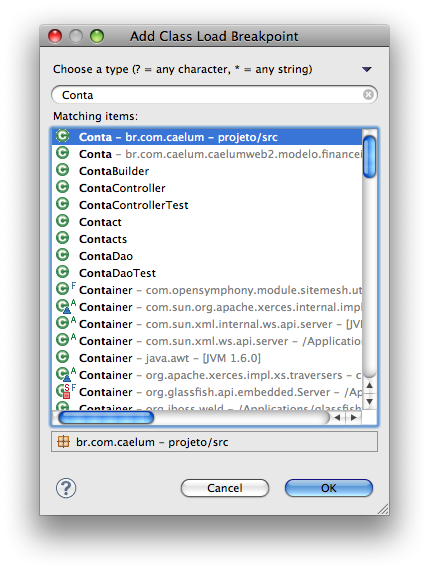 Add Class Load Breakpoint
Choose a type (? = any character, * = any string)
Conta
Matching items:
Conta – br.com.caelum – projeto/src
Conta – br.com.caelum.caelumweb2.modelo.financei
ContaBuilder
ContaController
ContaControllerTest
Contact
Contacts
ContaDao
ContaDaoTest
Container – com.opensymphony.module.sitemesh.ut
Container – com.sun.org.apache.xerces.internal.imp
Container – com.sun.xml.internal.ws.api.server – [JV
Container – com.sun.xml.ws.api.server – /Applicatio
Container – java.awt – [JVM 1.6.0]
Container – org.apache.xerces.impl.xs.traversers – c
Container – org.glassfish.api.embedded.Server – /Ap
Container – org.jboss.weld – /Applications/glassfish
br.com.caelum – projeto/src
? Cancel OK